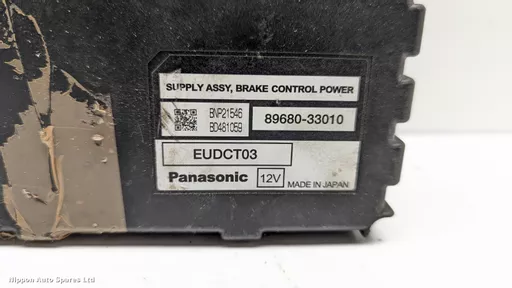 SUPPLY ASSY, BRAKE CONTROL POWER
BNP21546
BD481059
89680-33010
EUDCT03
Panasonic 12V MADE IN JAPAN
Nippon Auto Spares Ltd